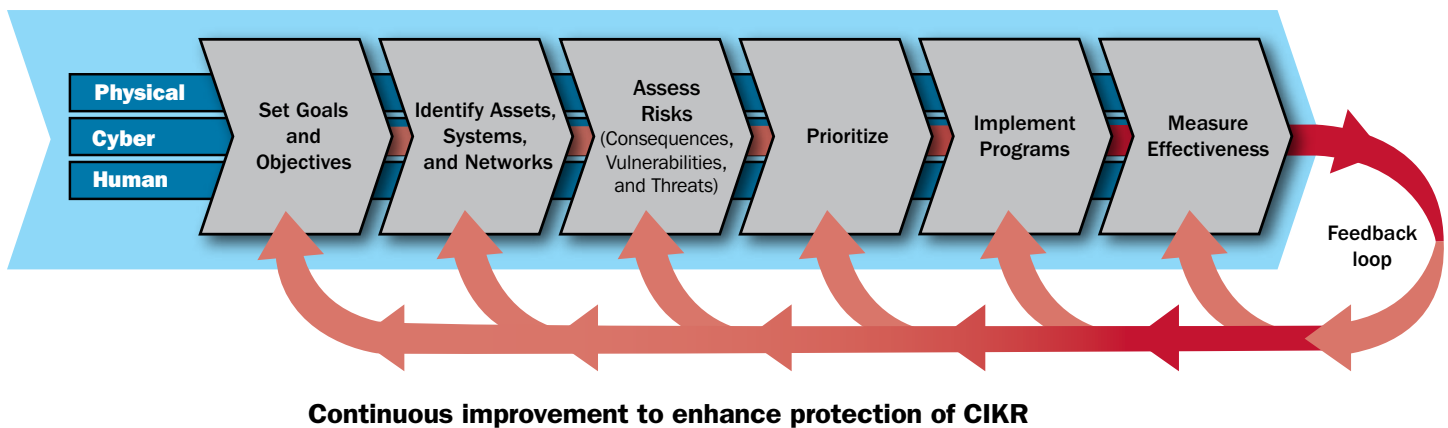 Physical
Cyber
Human
Set Goals
and
Objectives
Identify Assets,
Systems,
and Networks
Assess
Risks
(Consequences,
Vulnerabilities,
and Threats)
Prioritize
Implement
Programs
Measure
Effectiveness
Feedback
loop
Continuous improvement to enhance protection of CIKR